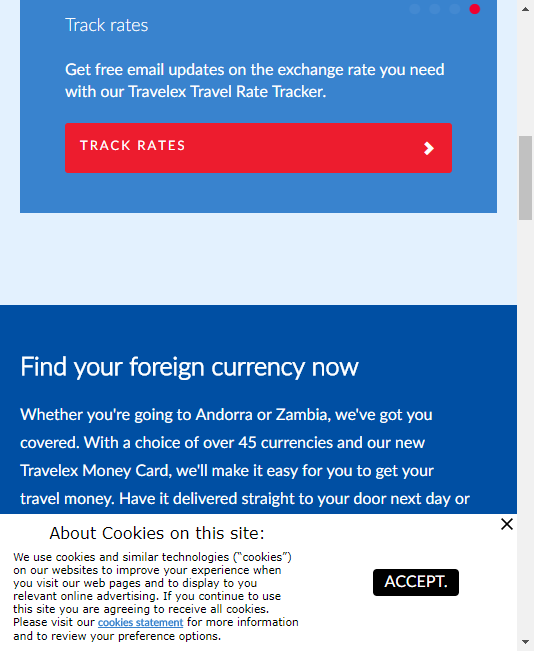 Track rates
Get free email updates on the exchange rate you need
with our Travelex Travel Rate Tracker.
TRACK RATES
Find your foreign currency now
Whether you're going to Andorra or Zambia, we've got you
covered. With a choice of over 45 currencies and our new
Travelex Money Card, we'll make it easy for you to get your
travel money. Have it delivered straight to your door next day or
About Cookies on this site:
We use cookies and similar technologies (“cookies”)
on our websites to improve your experience when
you visit our web pages and to display to you
relevant online advertising. If you continue to use
this site you are agreeing to receive all cookies.
Please visit our cookies statement for more information
and to review your preference options.
ACCEPT.